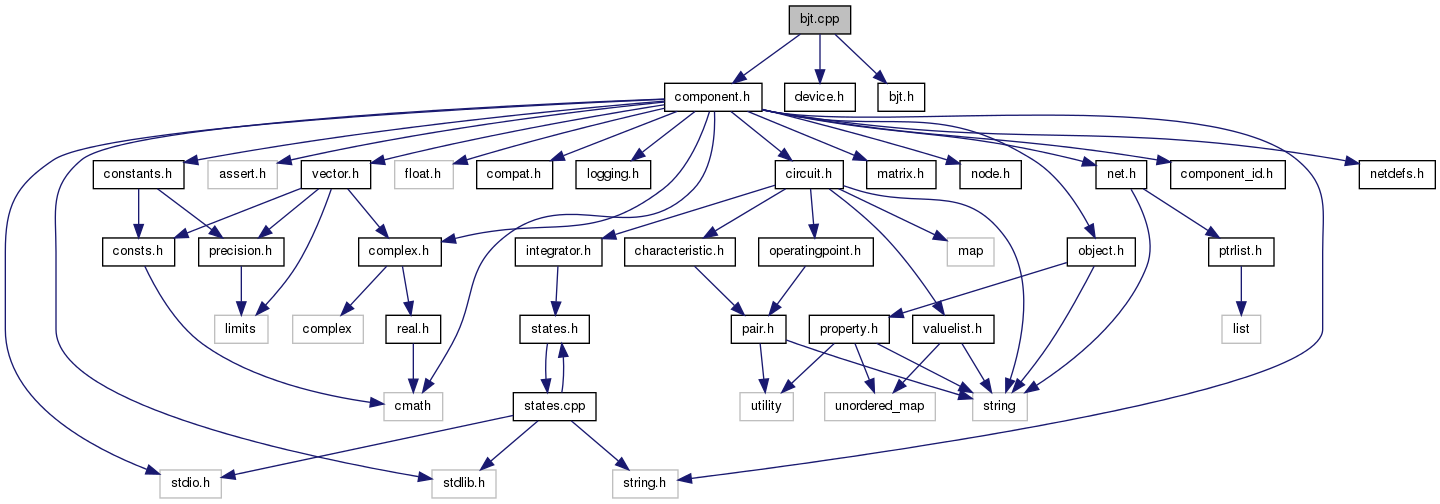 bjt.cpp
component.h
device.h
bjt.h
constants.h
assert.h
vector.h
float.h
compat.h
logging.h
circuit.h
matrix.h
node.h
net.h
component_id.h
netdefs.h
consts.h
precision.h
complex.h
integrator.h
characteristic.h
operatingpoint.h
map
object.h
ptrlist.h
limits
complex
real.h
states.h
pair.h
property.h
valuelist.h
list
cmath
states.cpp
utility
unordered_map
string
stdio.h
stdlib.h
string.h